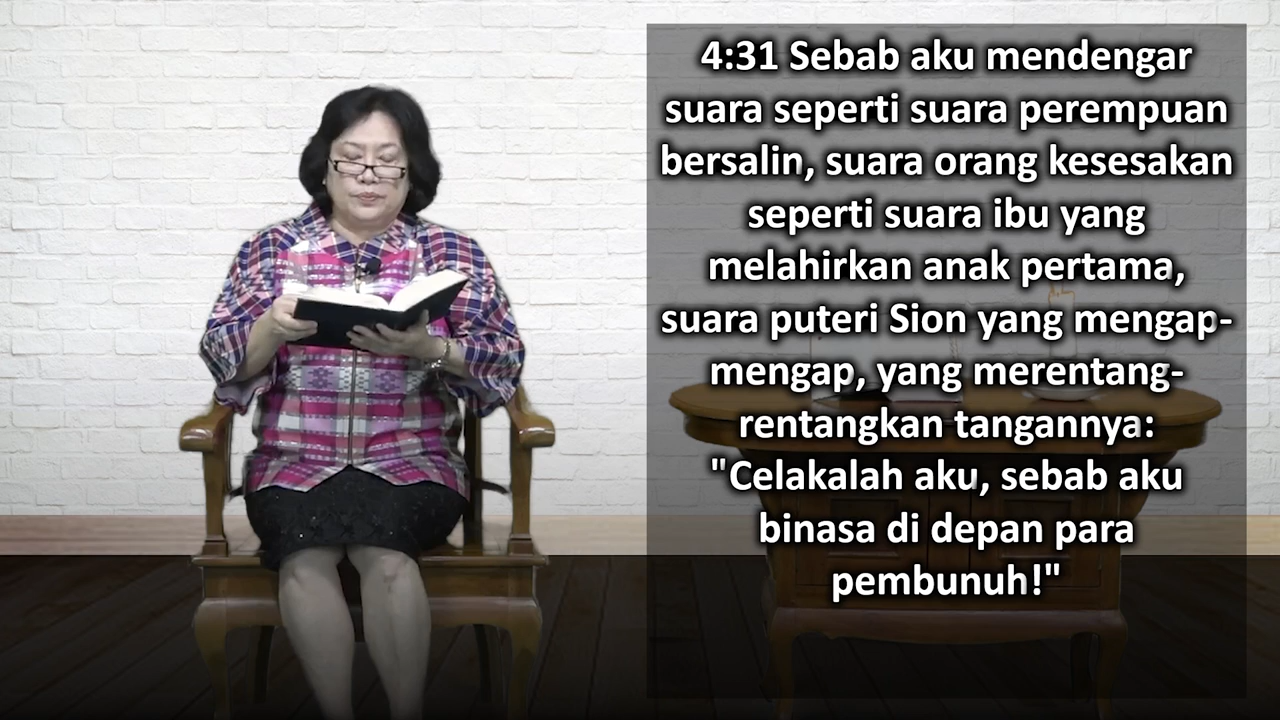 4:31 Sebab aku mendengar
suara seperti suara perempuan
bersalin, suara orang kesesakan
seperti suara ibu yang
melahirkan anak pertama,
suara puteri Sion yang mengap-
mengap, yang merentang-
rentangkan tangannya:
"Celakalah aku, sebab aku
binasa di depan para
pembunuh!"